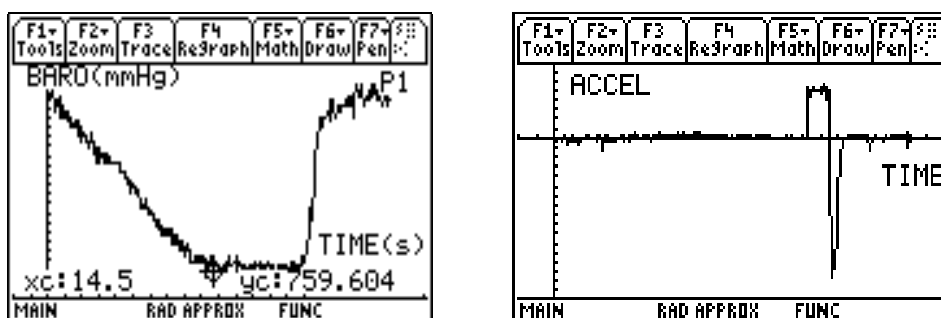 F1▾ F2▾ F3 F4 F5▾ F6▾ F7▾
Tools Zoom Trace Regraph Math Draw Pen
BARO(mmHg) P1
TIME(s)
xc:14.5 yc:759.604
MAIN RAD APPROX FUNC
F1▾ F2▾ F3 F4 F5▾ F6▾ F7▾
Tools Zoom Trace Regraph Math Draw Pen
ACCEL
TIME
MAIN RAD APPROX FUNC